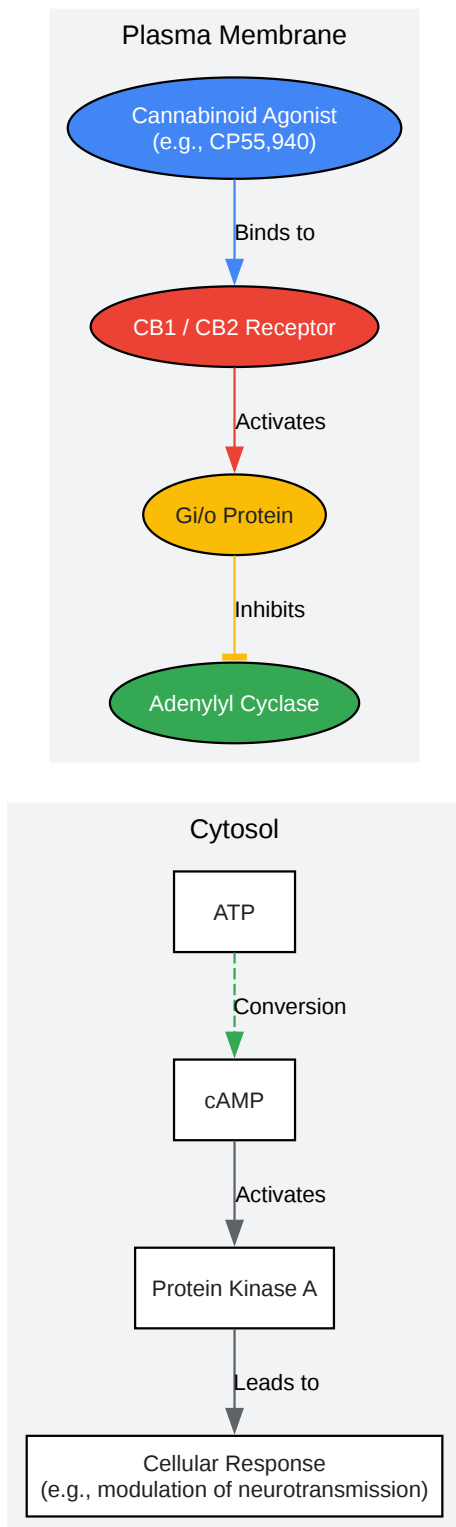 Plasma Membrane
Cannabinoid Agonist
(e.g., CP55,940)
Binds to
CB1 / CB2 Receptor
Activates
Gi/o Protein
Inhibits
Adenylyl Cyclase
Cytosol
ATP
Conversion
cAMP
Activates
Protein Kinase A
Leads to
Cellular Response
(e.g., modulation of neurotransmission)